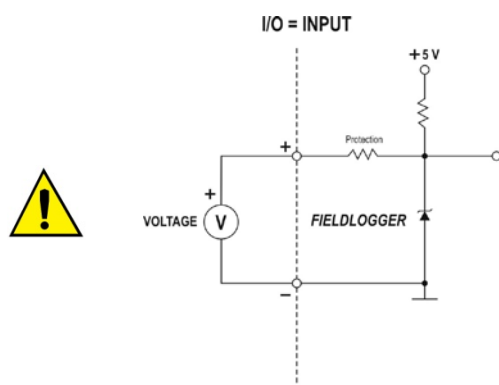 I/O = INPUT
+5 V
Protection
+
+
VOLTAGE V
FIELDLOGGER
−
!